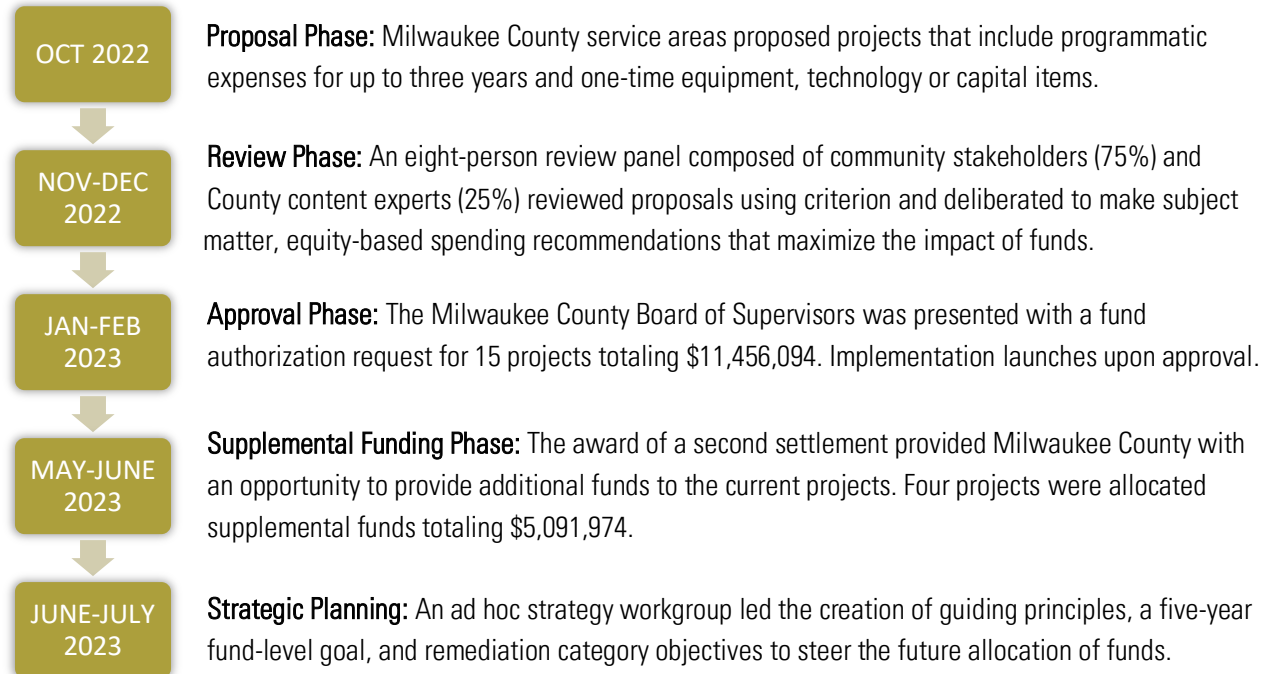 OCT 2022
Proposal Phase: Milwaukee County service areas proposed projects that include programmatic
expenses for up to three years and one-time equipment, technology or capital items.
NOV-DEC
2022
Review Phase: An eight-person review panel composed of community stakeholders (75%) and
County content experts (25%) reviewed proposals using criterion and deliberated to make subject
matter, equity-based spending recommendations that maximize the impact of funds.
JAN-FEB
2023
Approval Phase: The Milwaukee County Board of Supervisors was presented with a fund
authorization request for 15 projects totaling $11,456,094. Implementation launches upon approval.
MAY-JUNE
2023
Supplemental Funding Phase: The award of a second settlement provided Milwaukee County with
an opportunity to provide additional funds to the current projects. Four projects were allocated
supplemental funds totaling $5,091,974.
JUNE-JULY
2023
Strategic Planning: An ad hoc strategy workgroup led the creation of guiding principles, a five-year
fund-level goal, and remediation category objectives to steer the future allocation of funds.